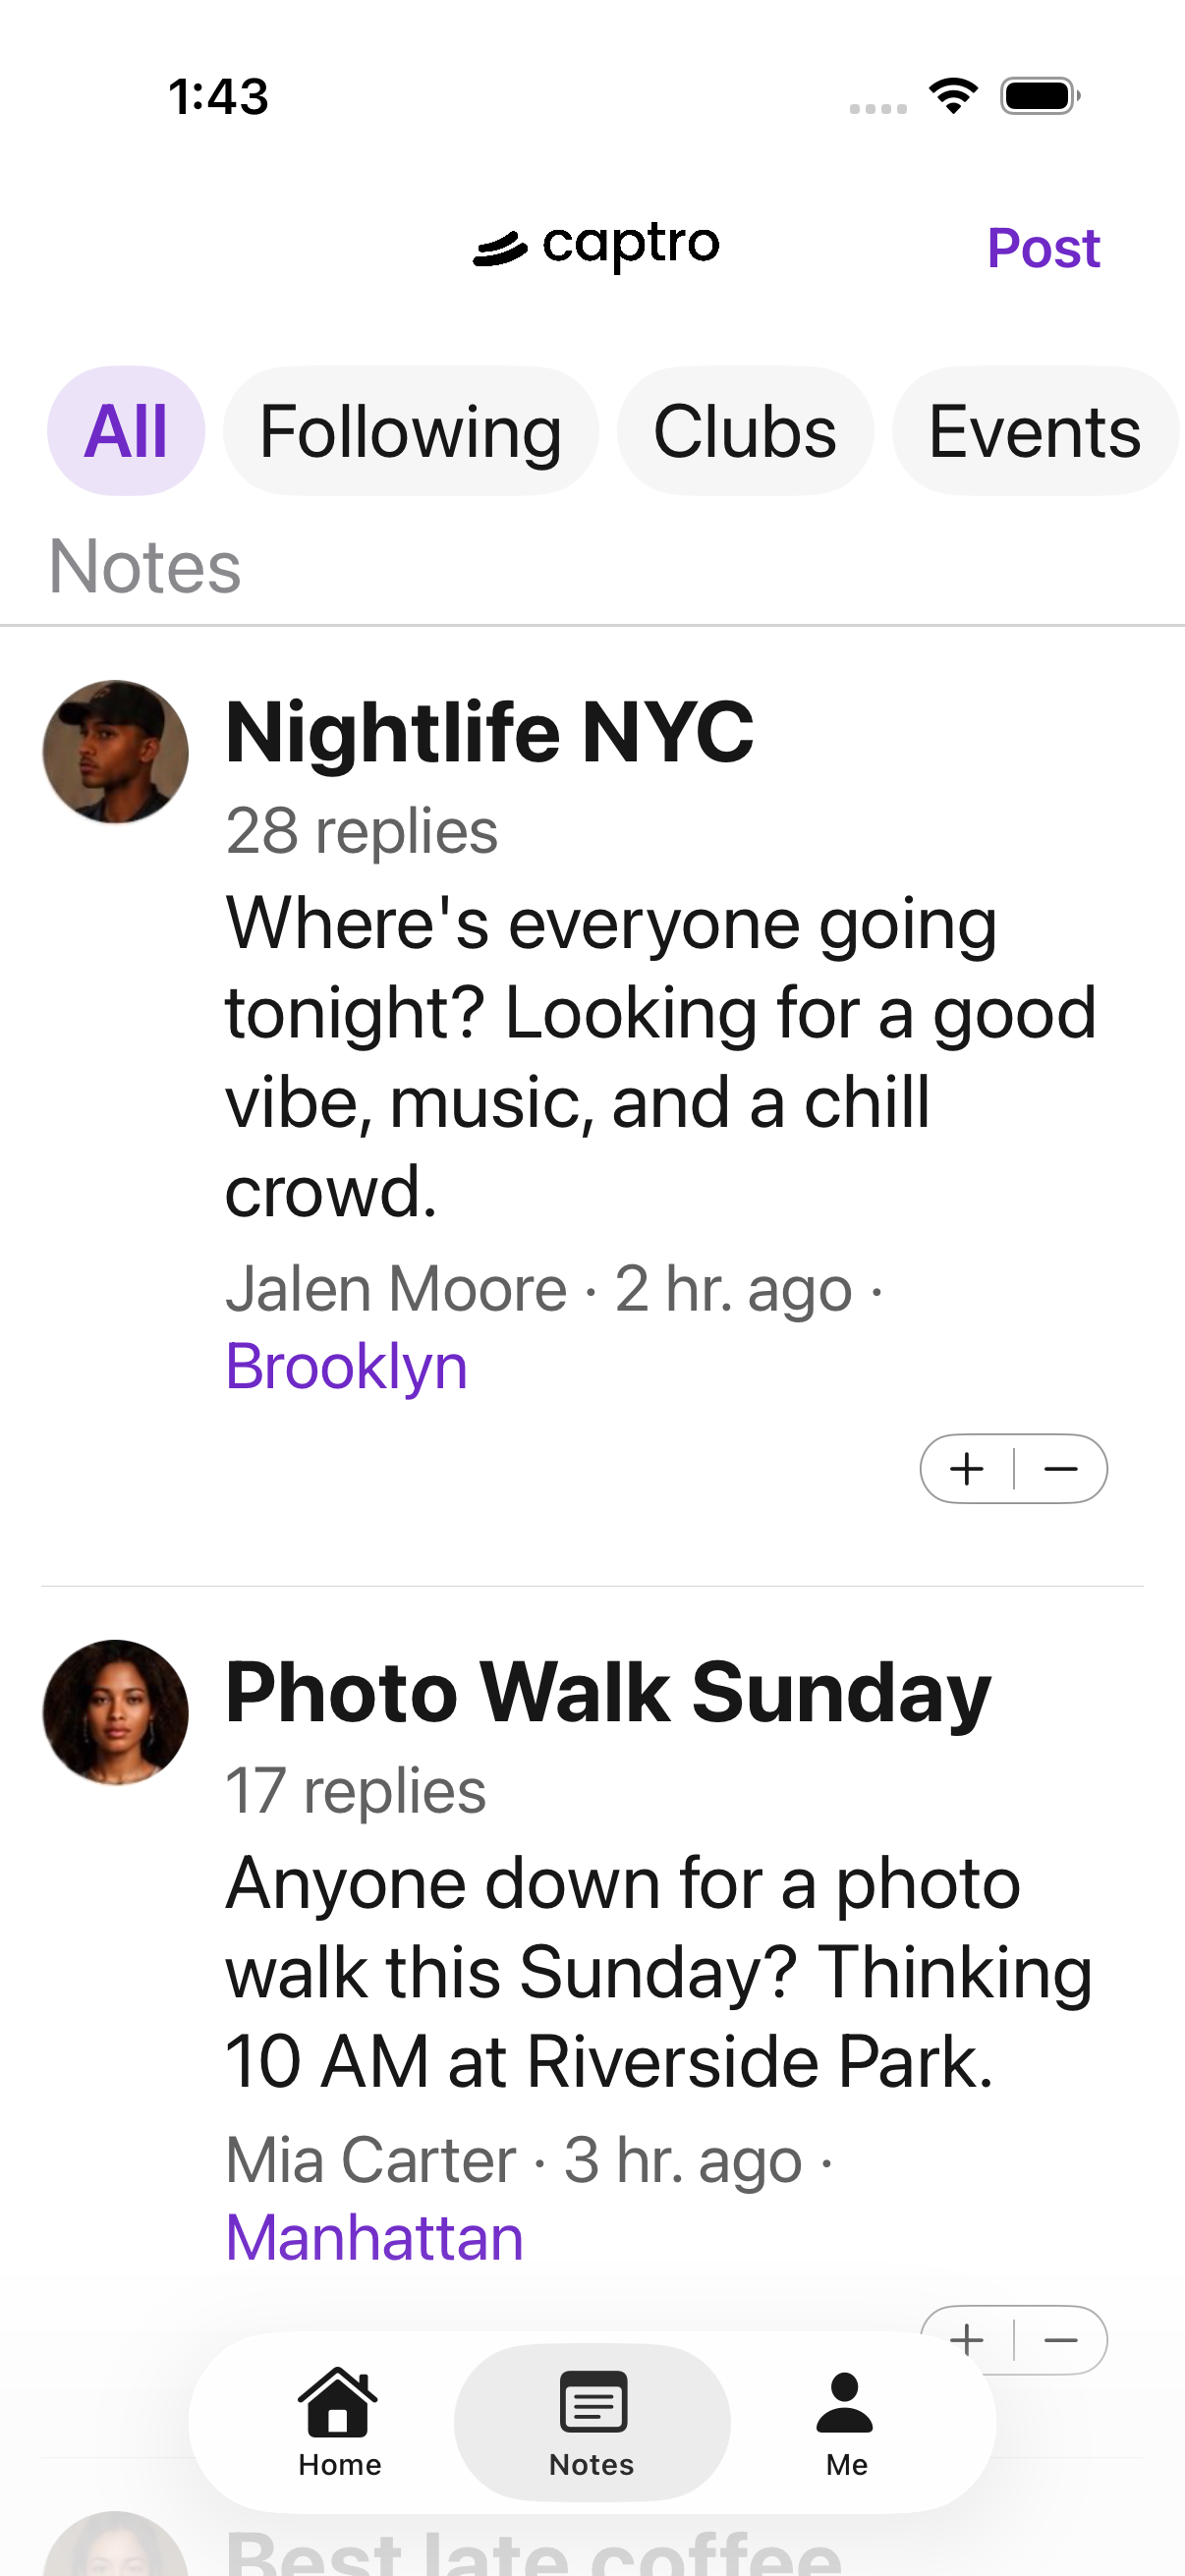 1:43
captro
Post
All
Following
Clubs
Events
Notes
Nightlife NYC
28 replies
Where's everyone going
tonight? Looking for a good
vibe, music, and a chill
crowd.
Jalen Moore · 2 hr. ago ·
Brooklyn
Photo Walk Sunday
17 replies
Anyone down for a photo
walk this Sunday? Thinking
10 AM at Riverside Park.
Mia Carter · 3 hr. ago ·
Manhattan
Home
Notes
Me
Best late coffee